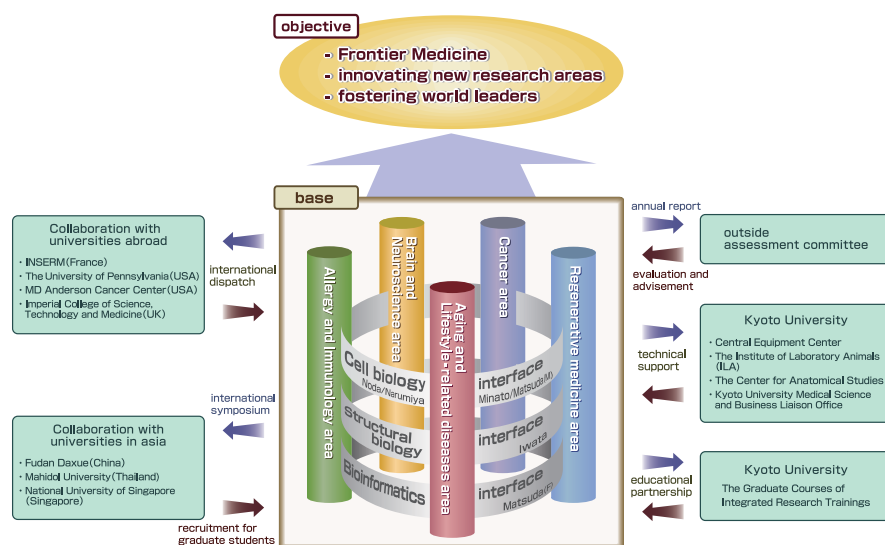 objective
- Frontier Medicine
- innovating new research areas
- fostering world leaders
base
Collaboration with
universities abroad
・INSERM(France)
・The University of Pennsylvania(USA)
・MD Anderson Cancer Center(USA)
・Imperial College of Science,
Technology and Medicine(UK)
international
dispatch
international
symposium
Collaboration with
universities in asia
・Fudan Daxue(China)
・Mahidol University(Thailand)
・National University of Singapore
(Singapore)
recruitment for
graduate students
Allergy and Immunology area
Brain and
Neuroscience area
Aging and
Lifestyle-related diseases area
Cancer area
Regenerative medicine area
Cell biology
Noda/Narumiya
interface
Minato/Matsuda(M)
structural
biology
interface
Iwata
Bioinformatics
interface
Matsuda(F)
annual report
outside
assessment committee
evaluation and
advisement
technical
support
Kyoto University
・Central Equipment Center
・The Institute of Laboratory Animals
(ILA)
・The Center for Anatomical Studies
・Kyoto University Medical Science
and Business Liaison Office
educational
partnership
Kyoto University
The Graduate Courses of
Integrated Research Trainings